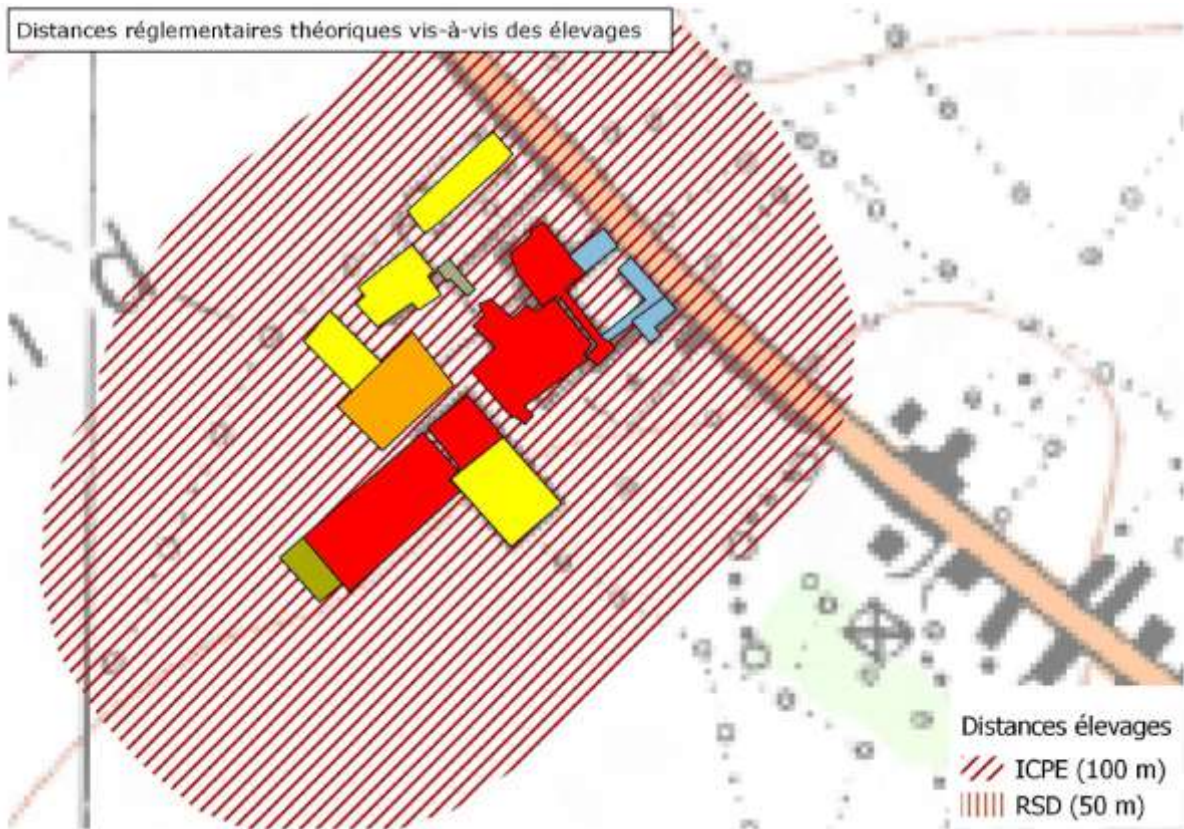 Distances réglementaires théoriques vis-à-vis des élevages
d
Distances élevages
ICPE (100 m)
RSD (50 m)